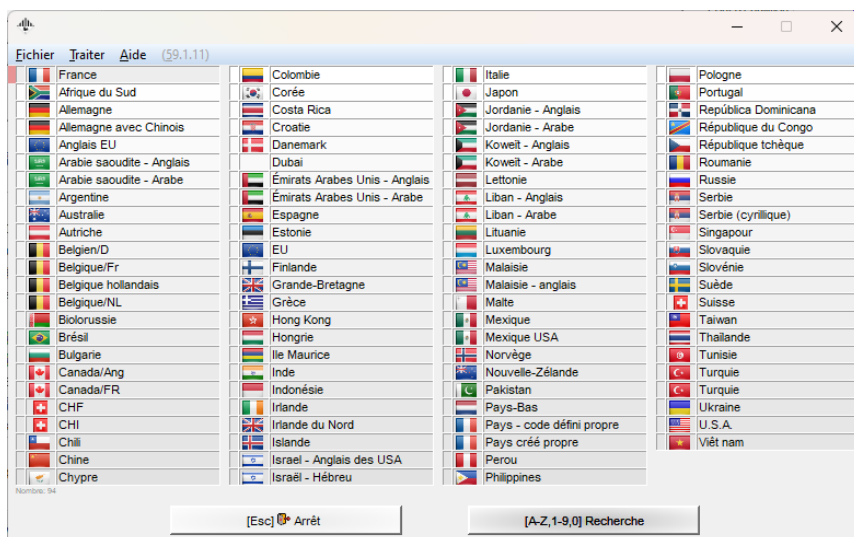 Fichier Traiter Aide (59.1.11)
France
Afrique du Sud
Allemagne
Allemagne avec Chinois
Anglais EU
Arabie saoudite - Anglais
Arabie saoudite - Arabe
Argentine
Australie
Autriche
Belgien/D
Belgique/Fr
Belgique hollandais
Belgique/NL
Biolorussie
Brésil
Bulgarie
Canada/Ang
Canada/FR
CHF
CHI
Chili
Chine
Chypre
Colombie
Corée
Costa Rica
Croatie
Danemark
Dubai
Émirats Arabes Unis - Anglais
Émirats Arabes Unis - Arabe
Espagne
Estonie
EU
Finlande
Grande-Bretagne
Grèce
Hong Kong
Hongrie
Ile Maurice
Inde
Indonésie
Irlande
Irlande du Nord
Islande
Israel - Anglais des USA
Israël - Hébreu
Italie
Japon
Jordanie - Anglais
Jordanie - Arabe
Koweït - Anglais
Koweït - Arabe
Lettonie
Liban - Anglais
Liban - Arabe
Lituanie
Luxembourg
Malaisie
Malaisie - anglais
Malte
Mexique
Mexique USA
Norvège
Nouvelle-Zélande
Pakistan
Pays-Bas
Pays - code défini propre
Pays créé propre
Perou
Philippines
Pologne
Portugal
República Dominicana
République du Congo
République tchèque
Roumanie
Russie
Serbie
Serbie (cyrillique)
Singapour
Slovaquie
Slovénie
Suède
Suisse
Taiwan
Thaïlande
Tunisie
Turquie
Turquie
Ukraine
U.S.A.
Viêt nam
Nombre: 94
[Esc] Arrêt
[A-Z,1-9,0] Recherche